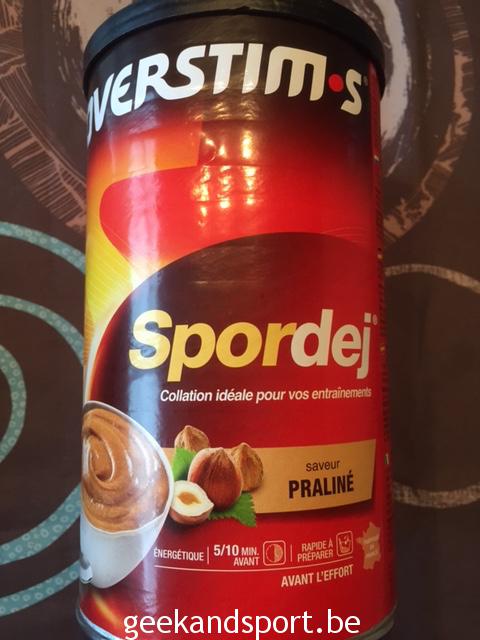 OVERSTIM·S®
Spordej®
Collation idéale pour vos entraînements
saveur
PRALINÉ
ÉNERGÉTIQUE
5/10 MIN.
AVANT
RAPIDE À
PRÉPARER
AVANT L'EFFORT
geekandsport.be